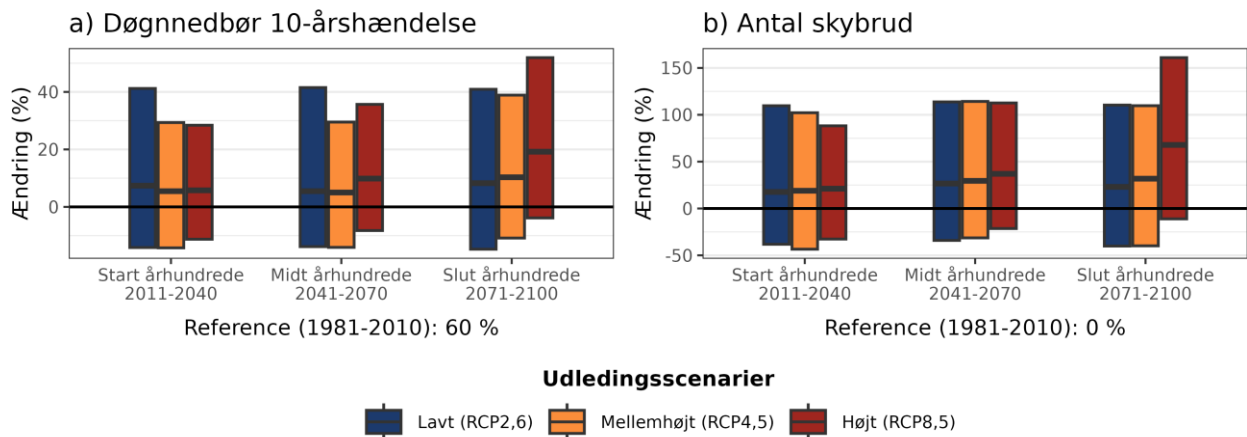 a) Døgnnedbør 10-årshændelse
b) Antal skybrud
Ændring (%)
40
20
0
Start århundrede
2011-2040
Midt århundrede
2041-2070
Slut århundrede
2071-2100
Reference (1981-2010): 60 %
Ændring (%)
150
100
50
0
-50
Start århundrede
2011-2040
Midt århundrede
2041-2070
Slut århundrede
2071-2100
Reference (1981-2010): 0 %
Udledingsscenarier
Lavt (RCP2,6)
Mellemhøjt (RCP4,5)
Højt (RCP8,5)